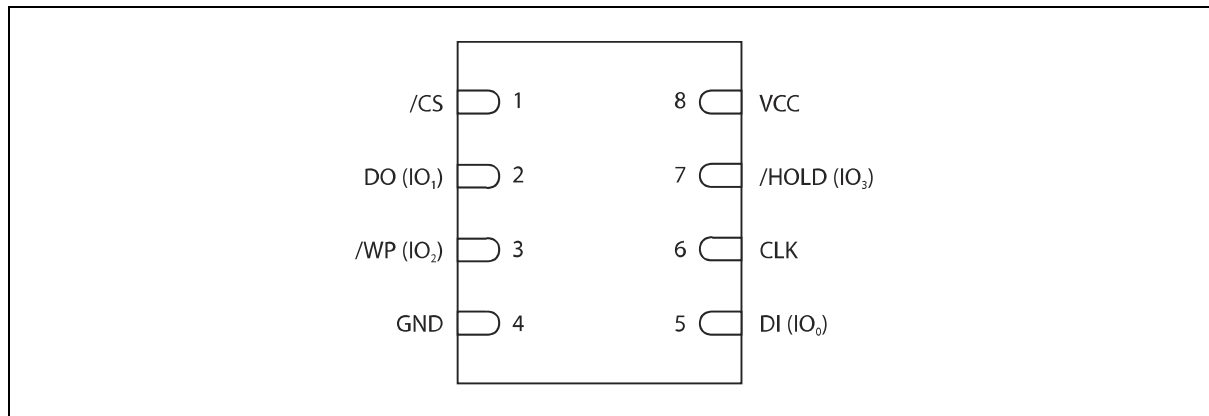 /CS 1 8 VCC
DO (IO₁) 2 7 /HOLD (IO₃)
/WP (IO₂) 3 6 CLK
GND 4 5 DI (IO₀)